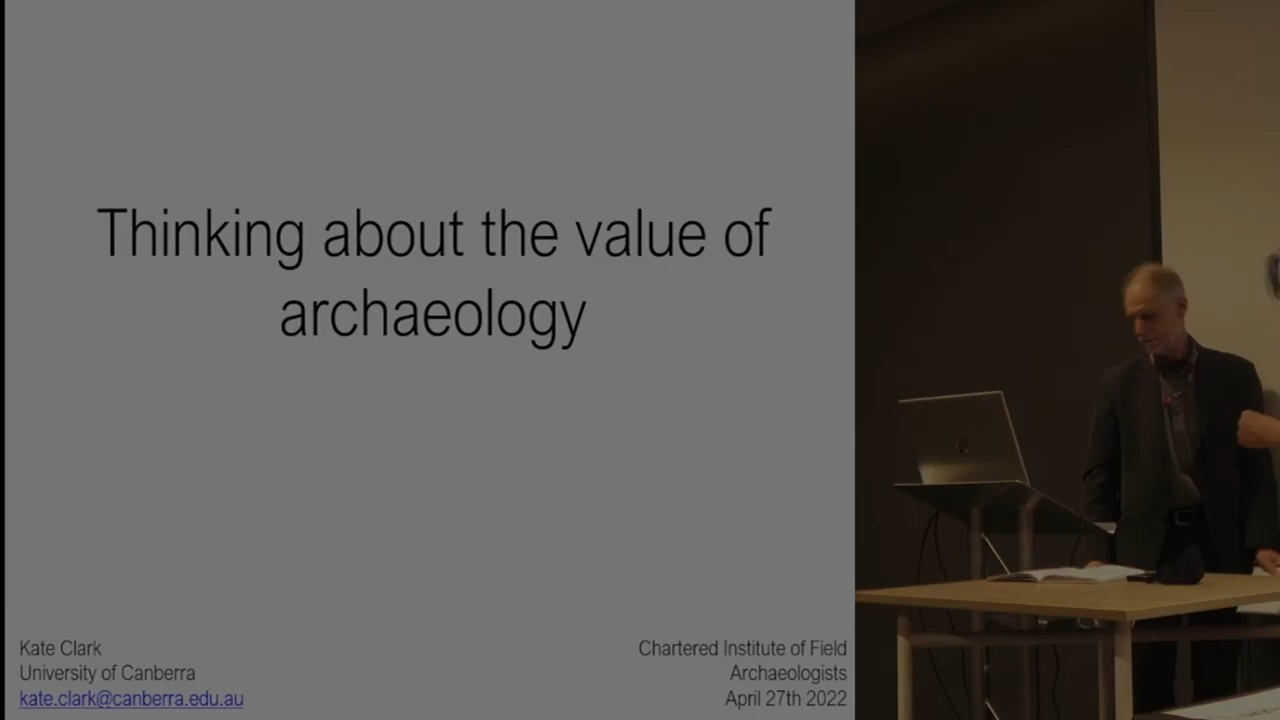 Thinking about the value of
archaeology
Kate Clark
University of Canberra
kate.clark@canberra.edu.au
Chartered Institute of Field
Archaeologists
April 27th 2022